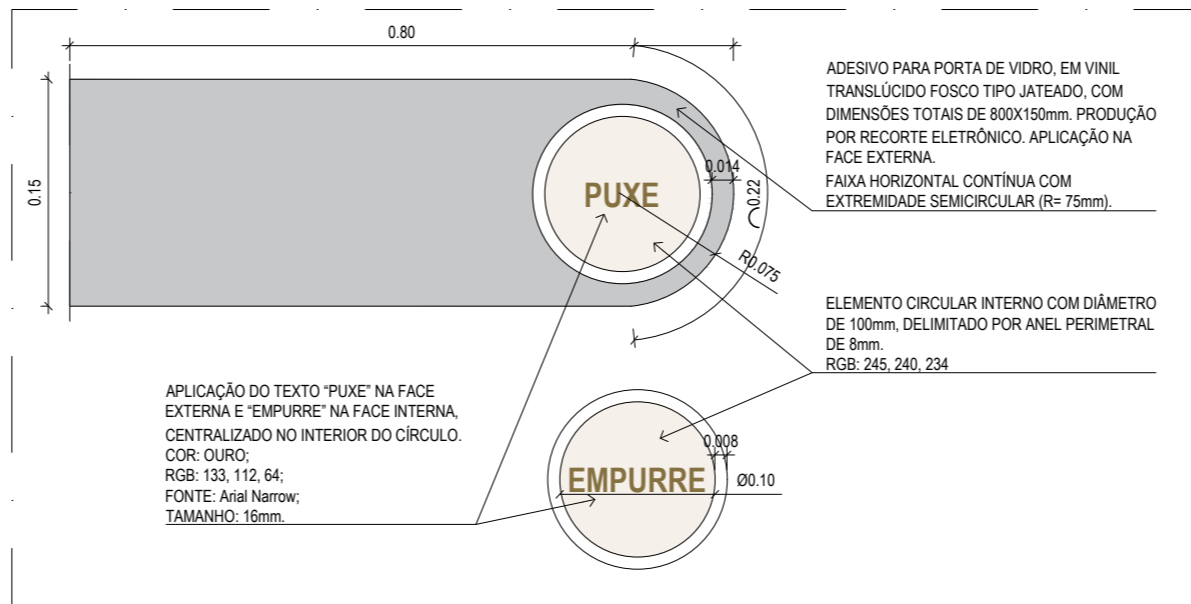 0.80
ADESIVO PARA PORTA DE VIDRO, EM VINIL
TRANSLÚCIDO FOSCO TIPO JATEADO, COM
DIMENSÕES TOTAIS DE 800X150mm. PRODUÇÃO
POR RECORTE ELETRÔNICO. APLICAÇÃO NA
FACE EXTERNA.
FAIXA HORIZONTAL CONTÍNUA COM
EXTREMIDADE SEMICIRCULAR (R= 75mm).
0.15
0.014
PUXE
0.22
R0.075
ELEMENTO CIRCULAR INTERNO COM DIÂMETRO
DE 100mm, DELIMITADO POR ANEL PERIMETRAL
DE 8mm.
RGB: 245, 240, 234
APLICAÇÃO DO TEXTO “PUXE” NA FACE
EXTERNA E “EMPURRE” NA FACE INTERNA,
CENTRALIZADO NO INTERIOR DO CÍRCULO.
COR: OURO;
RGB: 133, 112, 64;
FONTE: Arial Narrow;
TAMANHO: 16mm.
0.008
EMPURRE
Ø0.10